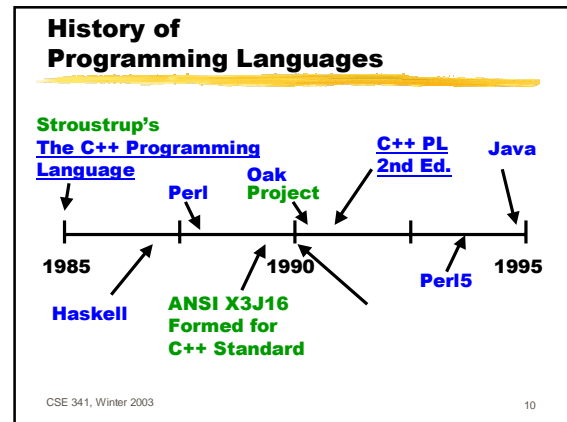 History of
Programming Languages
Stroustrup's
The C++ Programming
Language
Perl
Oak
Project
C++ PL
2nd Ed.
Java
1985
1990
1995
Haskell
ANSI X3J16
Formed for
C++ Standard
Perl5
CSE 341, Winter 2003
10